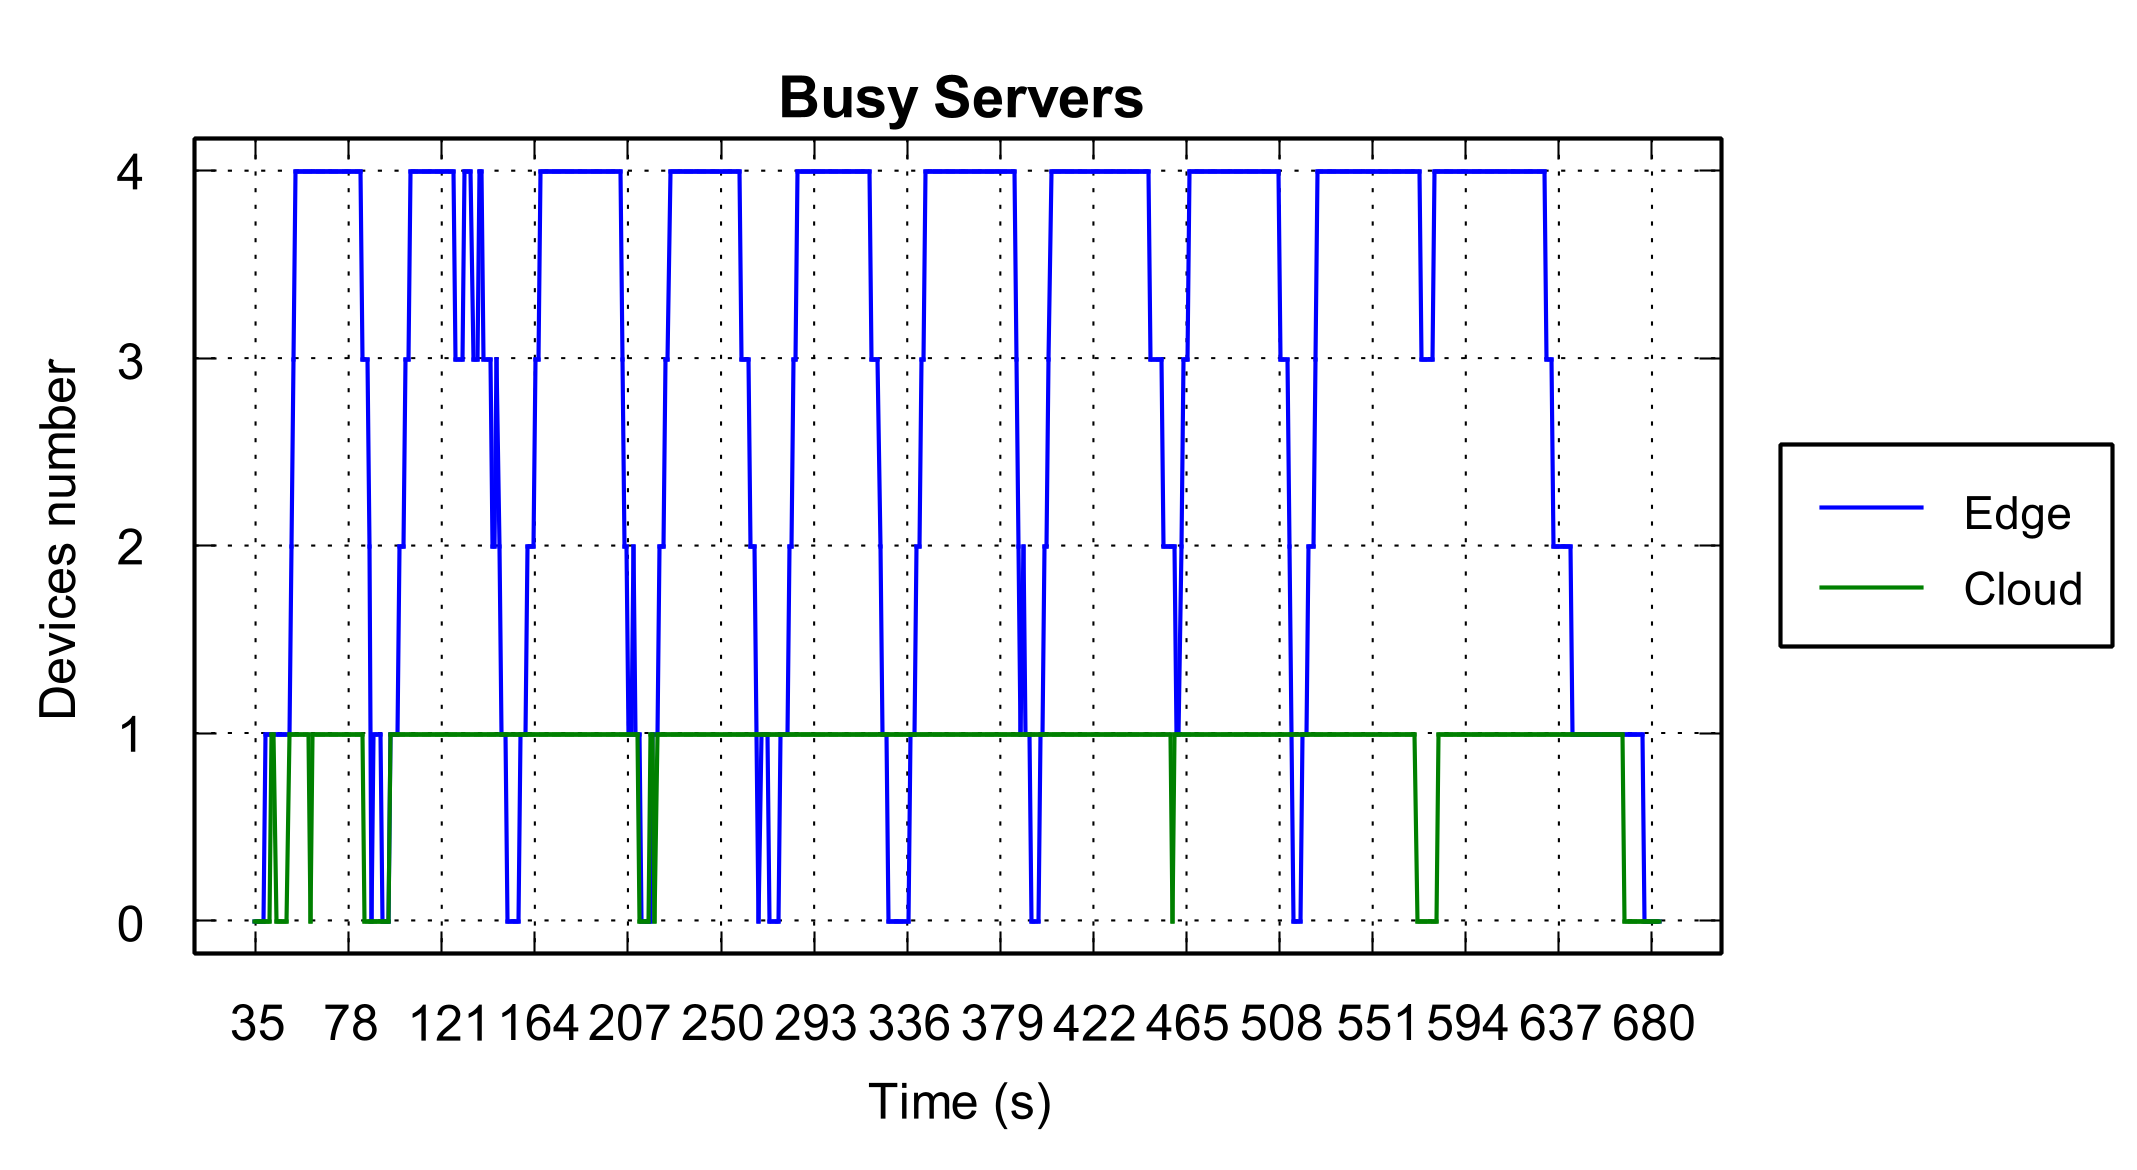 Busy Servers
4
3
2
1
0
Devices number
35 78 121 164 207 250 293 336 379 422 465 508 551 594 637 680
Time (s)
Edge
Cloud